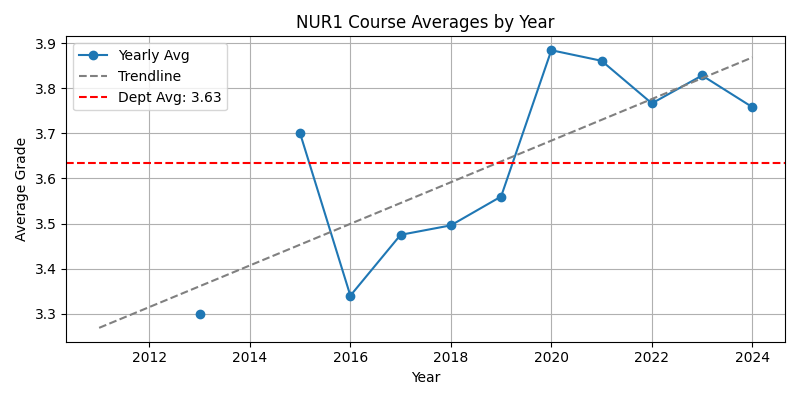 NUR1 Course Averages by Year
Yearly Avg
Trendline
Dept Avg: 3.63
Average Grade
3.9
3.8
3.7
3.6
3.5
3.4
3.3
2012 2014 2016 2018 2020 2022 2024
Year